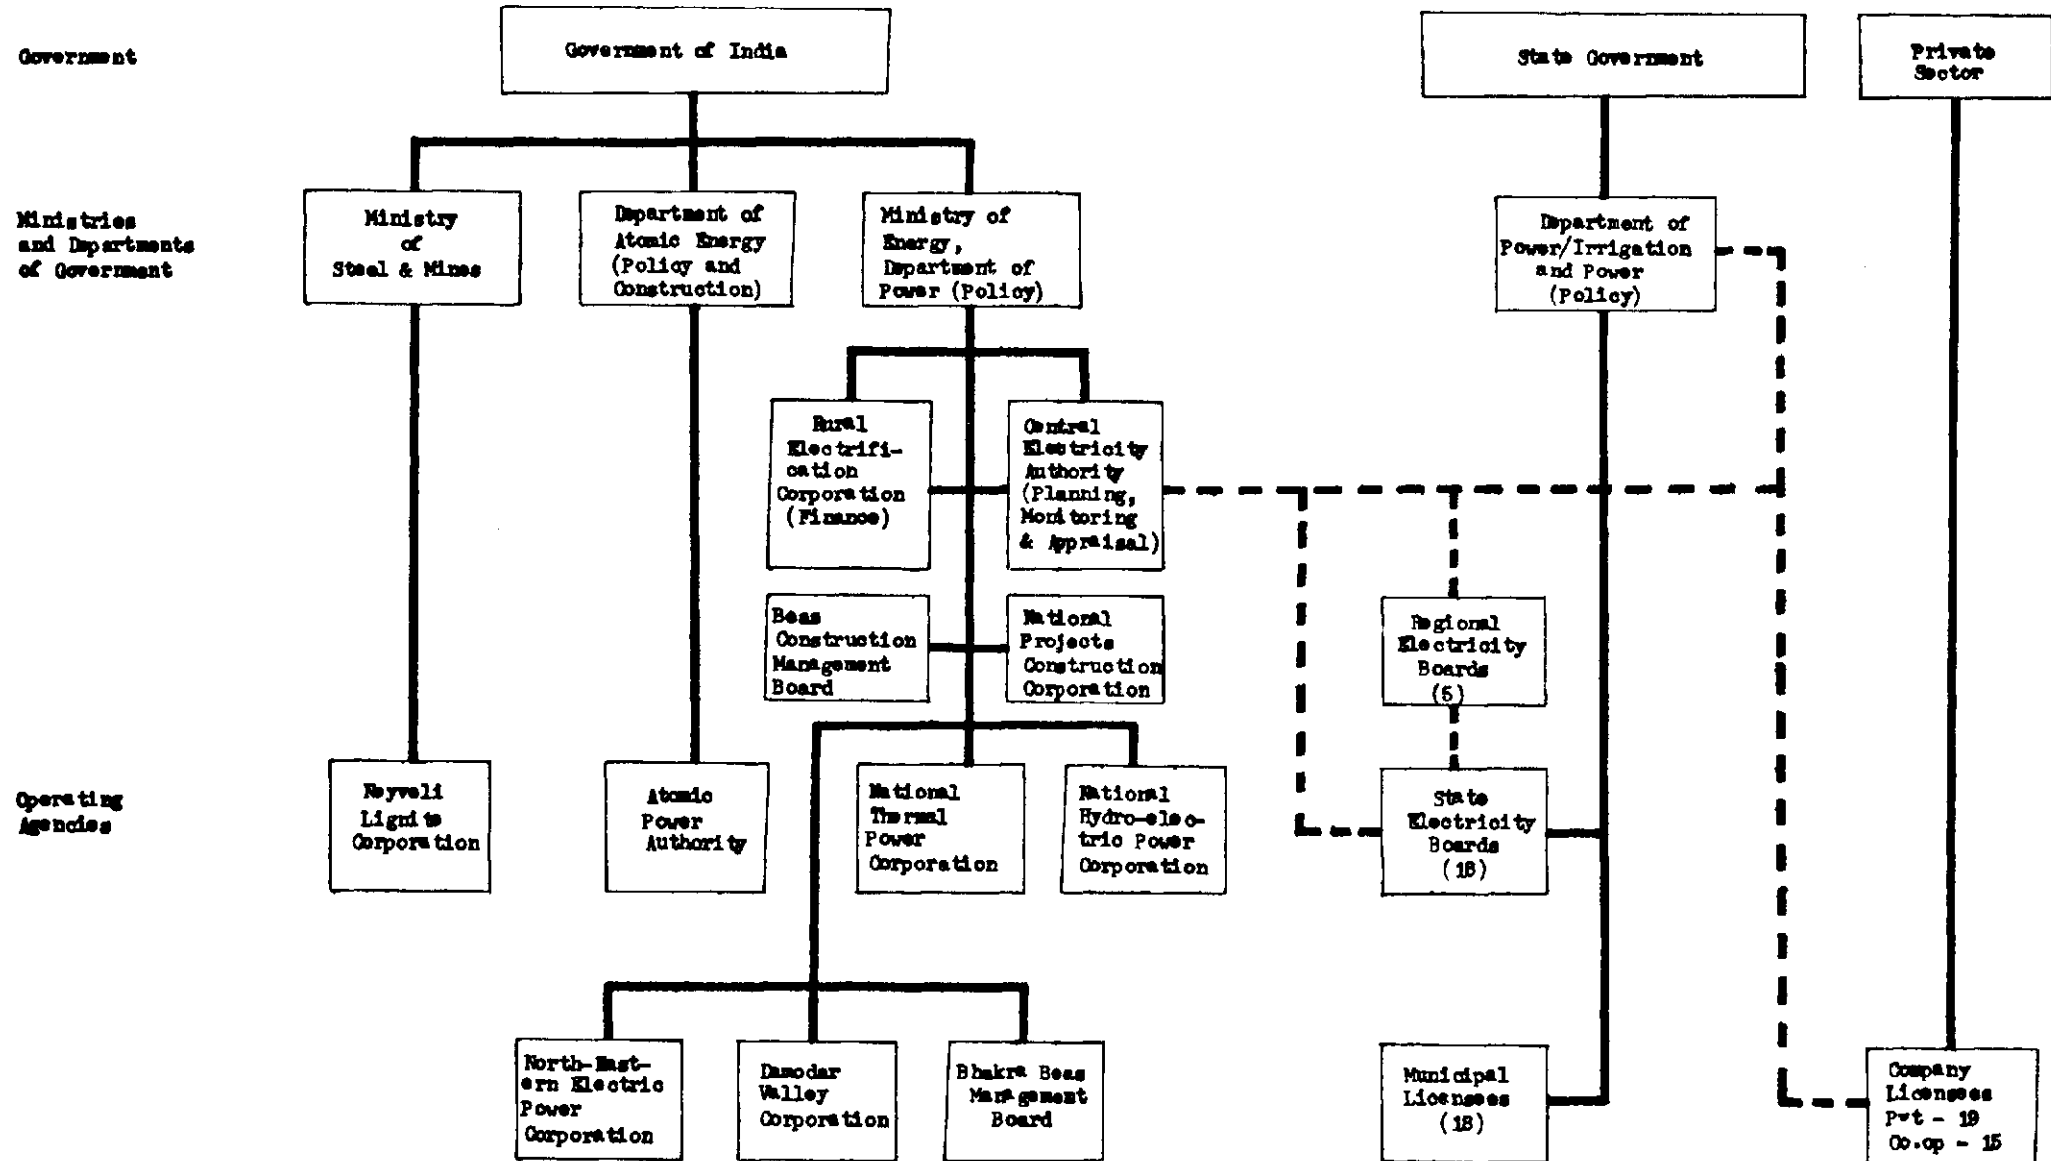 Government
Government of India
State Government
Private
Sector
Ministries
and Departments
of Government
Ministry
of
Steel & Mines
Department of
Atomic Energy
(Policy and
Construction)
Ministry of
Energy,
Department of
Power (Policy)
Department of
Power/Irrigation
and Power
(Policy)
Rural
Electrifi-
cation
Corporation
(Finance)
Central
Electricity
Authority
(Planning,
Monitoring
& Appraisal)
Beas
Construction
Management
Board
National
Projects
Construction
Corporation
Regional
Electricity
Boards
(5)
Operating
Agencies
Neyveli
Lignite
Corporation
Atomic
Power
Authority
National
Thermal
Power
Corporation
National
Hydro-elec-
tric Power
Corporation
State
Electricity
Boards
(18)
North-East-
ern Electric
Power
Corporation
Damodar
Valley
Corporation
Bhakra Beas
Management
Board
Municipal
Licensees
(18)
Company
Licensees
Pvt - 19
Co.op - 15